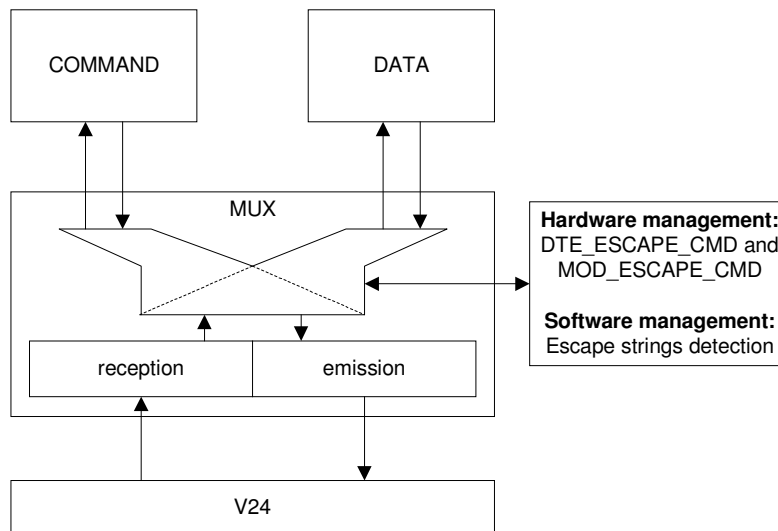 COMMAND
DATA
MUX
Hardware management:
DTE_ESCAPE_CMD and
MOD_ESCAPE_CMD
Software management:
Escape strings detection
reception
emission
V24